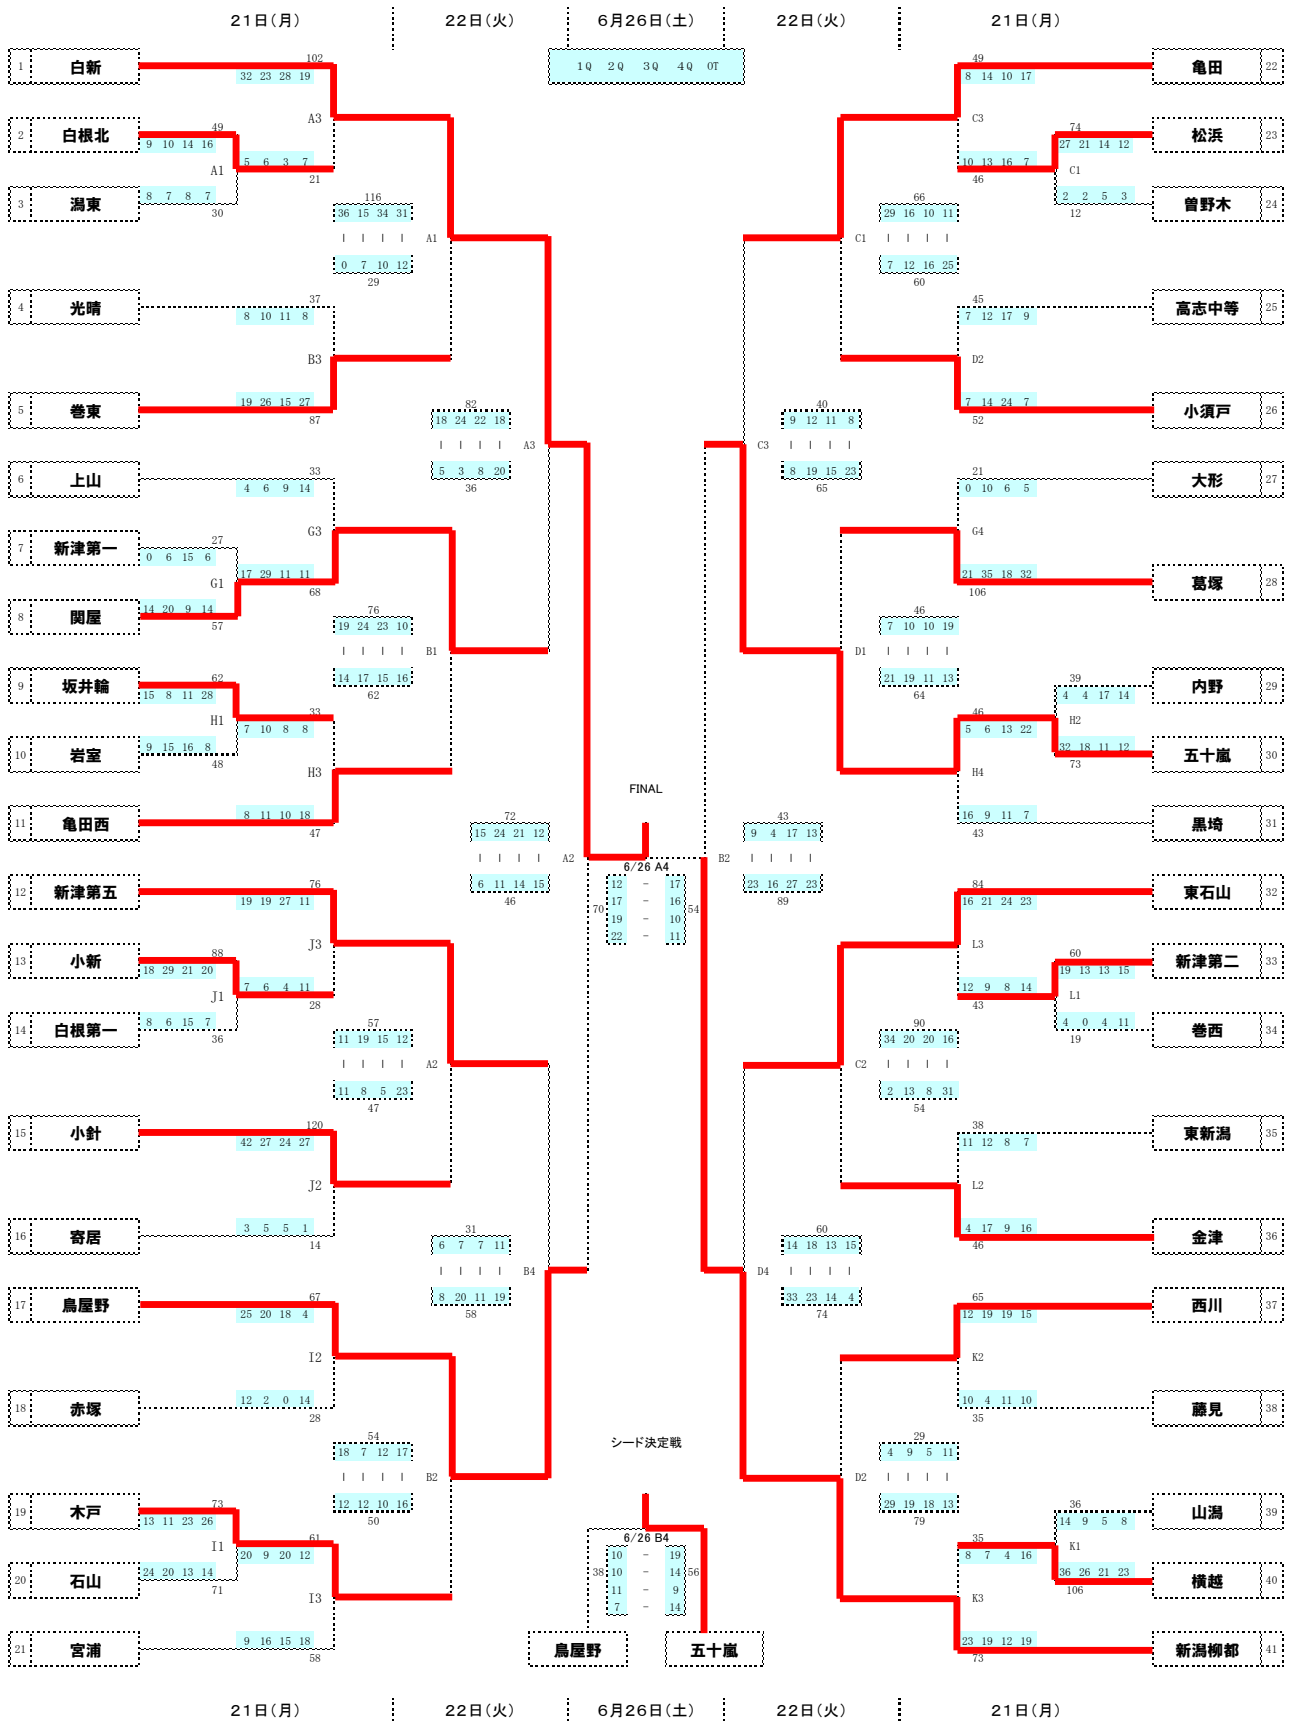 21日(月) 22日(火) 6月26日(土) 22日(火) 21日(月)
1Q 2Q 3Q 4Q OT
1 白新
102
32 23 28 19
A3
2 白根北
49
9 10 14 16
A1
5 6 3 7
21
3 潟東
8 7 8 7
30
116
36 15 34 31
| | | |
A1
0 7 10 12
29
4 光晴
37
8 10 11 8
B3
5 巻東
19 26 15 27
87
82
18 24 22 18
| | | |
A3
5 3 8 20
36
6 上山
33
4 6 9 14
G3
7 新津第一
27
0 6 15 6
G1
17 29 11 11
68
8 関屋
14 20 9 14
57
76
19 24 23 10
| | | |
B1
14 17 15 16
62
9 坂井輪
62
15 8 11 28
H1
33
7 10 8 8
10 岩室
9 15 16 8
48
H3
11 亀田西
8 11 10 18
47
72
15 24 21 12
| | | |
A2
6 11 14 15
46
12 新津第五
76
19 19 27 11
J3
13 小新
88
18 29 21 20
J1
7 6 4 11
28
14 白根第一
8 6 15 7
36
57
11 19 15 12
| | | |
A2
11 8 5 23
47
15 小針
120
42 27 24 27
J2
16 寄居
3 5 5 1
14
31
6 7 7 11
| | | |
B4
8 20 11 19
58
17 鳥屋野
67
25 20 18 4
I2
18 赤塚
12 2 0 14
28
54
18 7 12 17
| | | |
B2
12 12 10 16
50
19 木戸
73
13 11 23 26
I1
61
20 9 20 12
20 石山
24 20 13 14
71
I3
21 宮浦
9 16 15 18
58
FINAL
6/26 A4
12 - 17
17 - 16
70 54
19 - 10
22 - 11
シード決定戦
6/26 B4
10 - 19
38 10 - 14 56
11 - 9
7 - 14
鳥屋野 五十嵐
49
亀田 22
8 14 10 17
C3
74
松浜 23
27 21 14 12
10 13 16 7
46
C1
2 2 5 3
曽野木 24
12
66
29 16 10 11
C1 | | | |
7 12 16 25
60
45
高志中等 25
7 12 17 9
D2
7 14 24 7
小須戸 26
52
40
9 12 11 8
C3 | | | |
8 19 15 23
65
21
大形 27
0 10 6 5
G4
21 35 18 32
葛塚 28
106
46
7 10 10 19
D1 | | | |
21 19 11 13
64
39
内野 29
4 4 17 14
46
5 6 13 22
H2
32 18 11 12
五十嵐 30
73
H4
16 9 11 7
黒埼 31
43
43
9 4 17 13
B2 | | | |
23 16 27 23
89
84
東石山 32
16 21 24 23
L3
60
新津第二 33
19 13 13 15
12 9 8 14
43
L1
4 0 4 11
巻西 34
19
90
34 20 20 16
C2 | | | |
2 13 8 31
54
38
東新潟 35
11 12 8 7
L2
4 17 9 16
金津 36
46
60
14 18 13 15
D4 | | | |
33 23 14 4
74
65
西川 37
12 19 19 15
K2
10 4 11 10
藤見 38
35
29
4 9 5 11
D2 | | | |
29 19 18 13
79
36
山潟 39
14 9 5 8
35
8 7 4 16
K1
36 26 21 23
横越 40
106
K3
23 19 12 19
新潟柳都 41
73
21日(月) 22日(火) 6月26日(土) 22日(火) 21日(月)